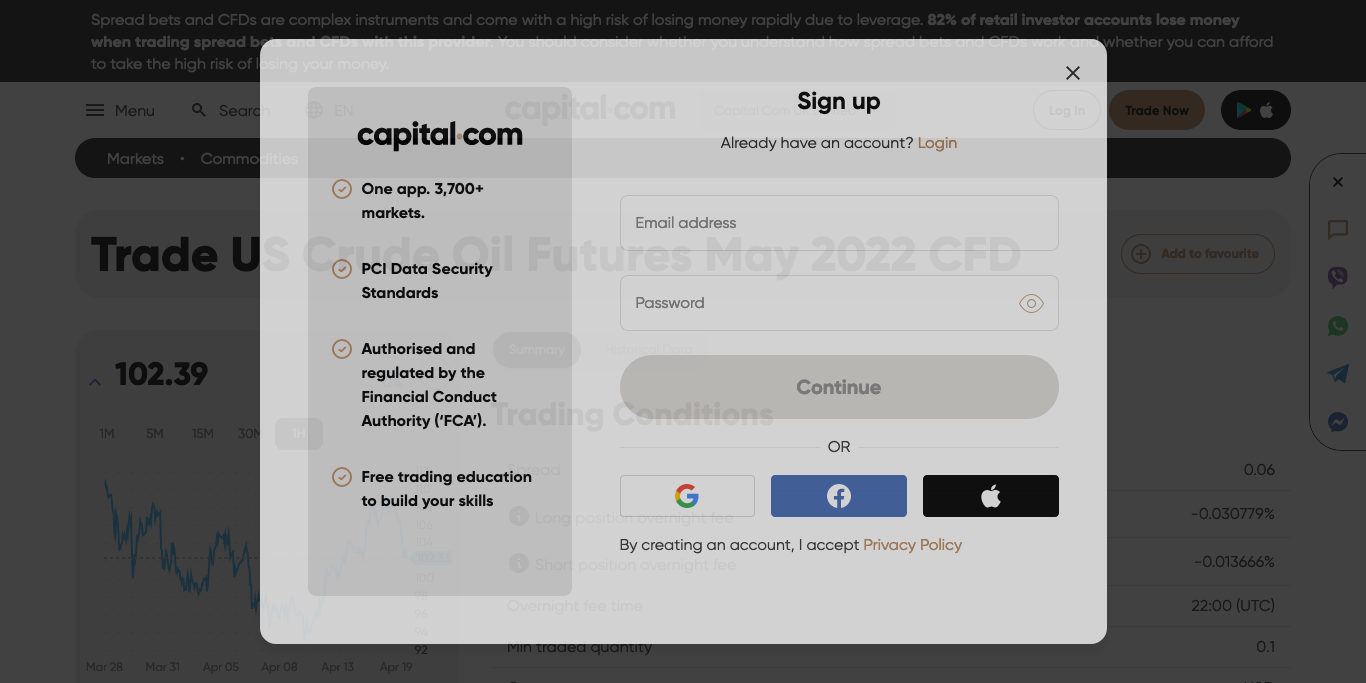 Spread bets and CFDs are complex instruments and come with a high risk of losing money rapidly due to leverage. 82% of retail investor accounts lose money
when trading spread bets and CFDs with this provider. You should consider whether you understand how spread bets and CFDs work and whether you can afford
to take the high risk of losing your money.
Menu
Search
EN
capital.com
Log In
Trade Now
Markets • Commodities
Trade US Crude Oil Futures May 2022 CFD
Add to favourite
capital.com
One app. 3,700+
markets.
PCI Data Security
Standards
Authorised and
regulated by the
Financial Conduct
Authority (‘FCA’).
Free trading education
to build your skills
Sign up
Already have an account? Login
Email address
Password
Continue
OR
By creating an account, I accept Privacy Policy
102.39
1M 5M 15M 30M 1H
106
104
100
98
96
94
92
Mar 28 Mar 31 Apr 05 Apr 08 Apr 13 Apr 19
Summary
Historical Data
Trading Conditions
Spread 0.06
Long position overnight fee -0.030779%
Short position overnight fee -0.013666%
Overnight fee time 22:00 (UTC)
Min traded quantity 0.1